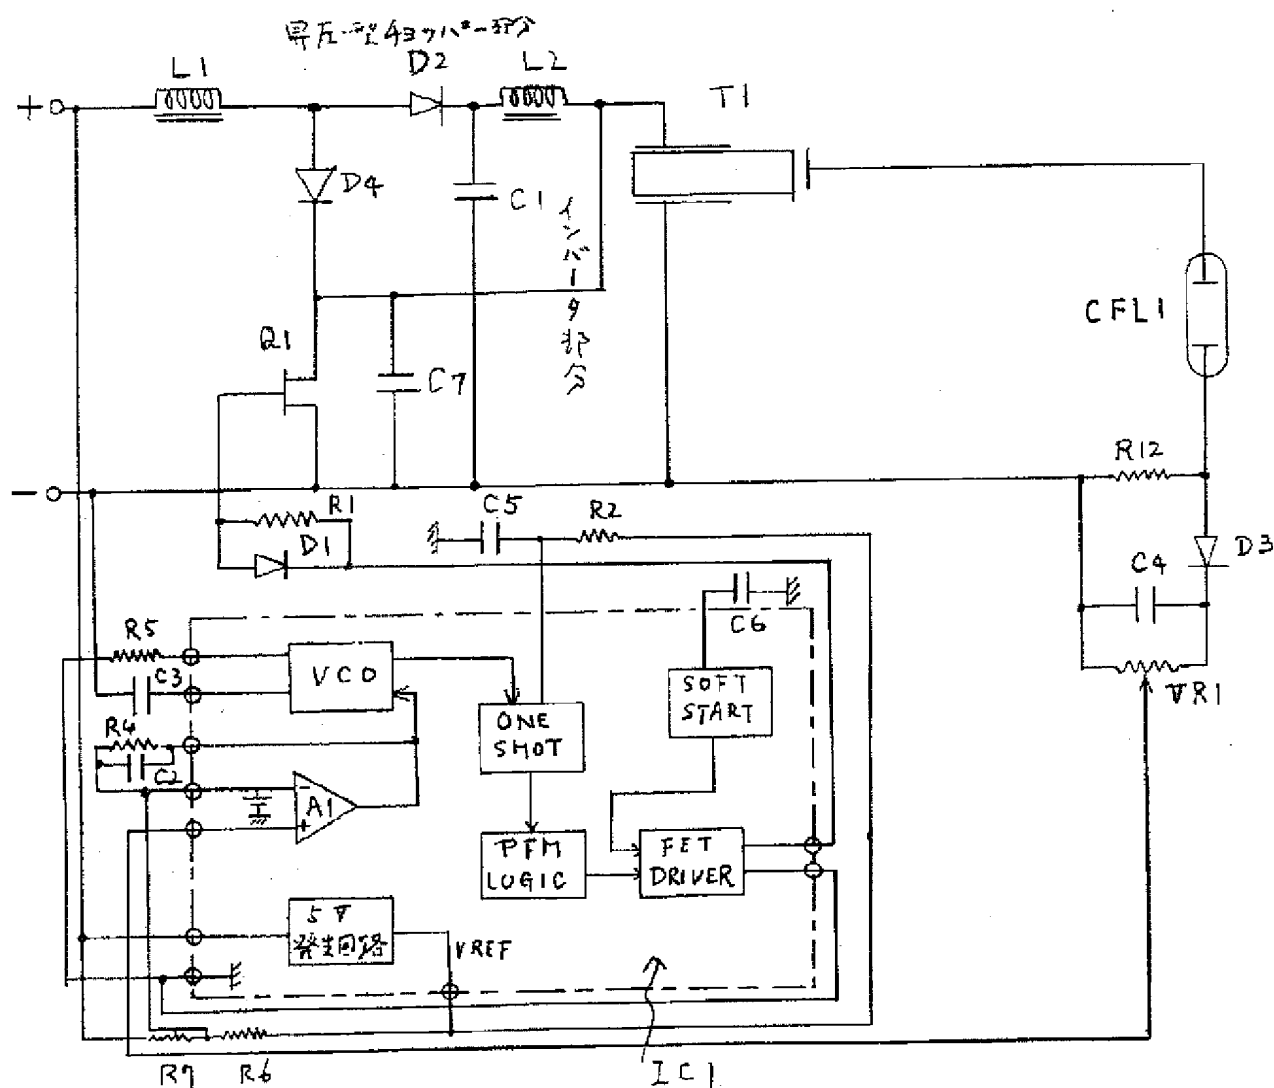 昇圧型チョッパー部分
L1
D2
L2
T1
+
D4
C1
インバータ部分
CFL1
Q1
C7
R12
-
R1
C5
R2
D1
D3
C4
C6
R5
VCO
C3
SOFT
START
VR1
R4
ONE
SHOT
C2
A1
-
+
PFM
LOGIC
FET
DRIVER
5V
発生回路
VREF
R7
R6
IC1